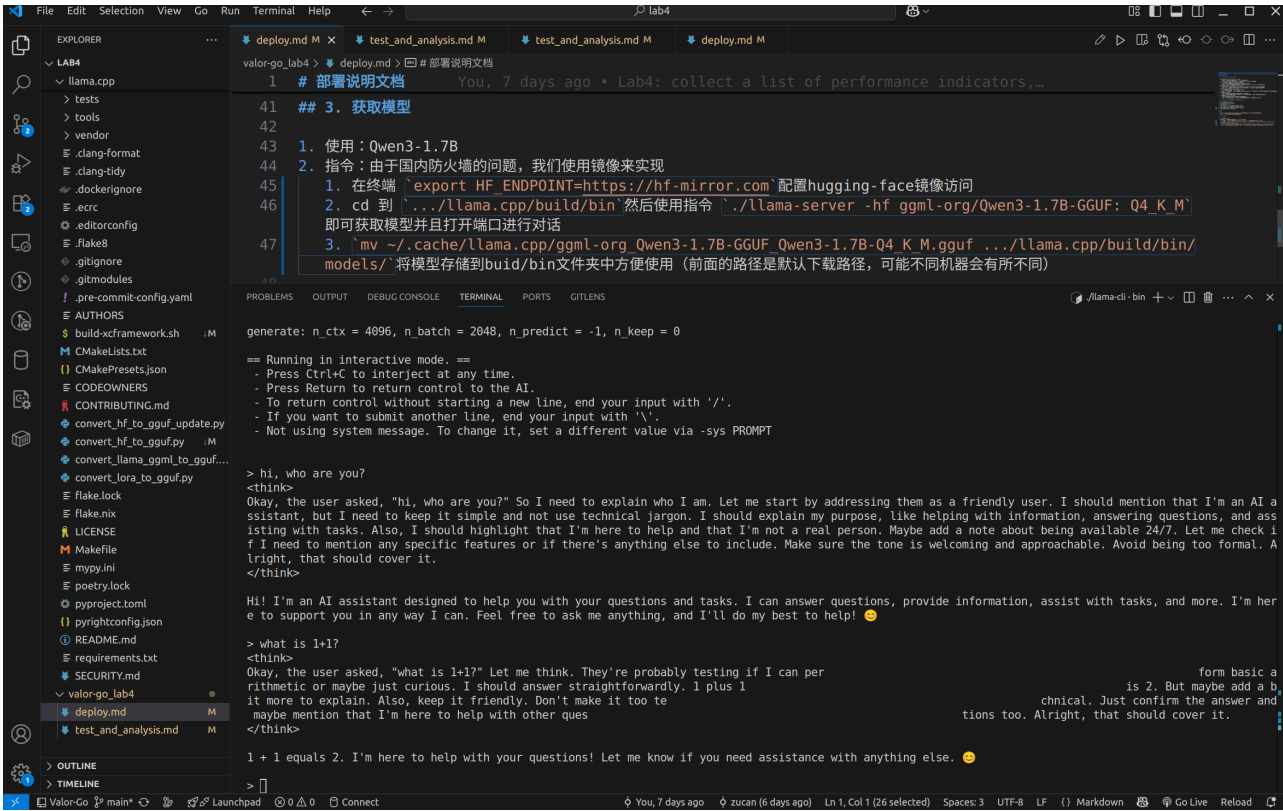 File Edit Selection View Go Run Terminal Help
lab4
EXPLORER
LAB4
llama.cpp
tests
tools
vendor
.clang-format
.clang-tidy
.dockerignore
.ecrc
.editorconfig
.flake8
.gitignore
.gitmodules
.pre-commit-config.yaml
AUTHORS
build-xcframework.sh ↓M
CMakeLists.txt
CMakePresets.json
CODEOWNERS
CONTRIBUTING.md
convert_hf_to_gguf_update.py
convert_hf_to_gguf.py ↓M
convert_llama_ggml_to_gguf....
convert_lora_to_gguf.py
flake.lock
flake.nix
LICENSE
Makefile
mypy.ini
poetry.lock
pyproject.toml
pyrightconfig.json
README.md
requirements.txt
SECURITY.md
valor-go_lab4
deploy.md M
test_and_analysis.md M
OUTLINE
TIMELINE
deploy.md M test_and_analysis.md M test_and_analysis.md M deploy.md M
valor-go_lab4 > deploy.md > # 部署说明文档
1 # 部署说明文档 You, 7 days ago • Lab4: collect a list of performance indicators,…
41 ## 3. 获取模型
42
43 1. 使用：Qwen3-1.7B
44 2. 指令：由于国内防火墙的问题，我们使用镜像来实现
45 1. 在终端 `export HF_ENDPOINT=https://hf-mirror.com`配置hugging-face镜像访问
46 2. cd 到 `.../llama.cpp/build/bin`然后使用指令 `./llama-server -hf ggml-org/Qwen3-1.7B-GGUF: Q4_K_M`
即可获取模型并且打开端口进行对话
47 3. `mv ~/.cache/llama.cpp/ggml-org_Qwen3-1.7B-GGUF_Qwen3-1.7B-Q4_K_M.gguf .../llama.cpp/build/bin/
models/`将模型存储到buid/bin文件夹中方便使用（前面的路径是默认下载路径，可能不同机器会有所不同）
PROBLEMS OUTPUT DEBUG CONSOLE TERMINAL PORTS GITLENS
./llama-cli - bin
generate: n_ctx = 4096, n_batch = 2048, n_predict = -1, n_keep = 0
== Running in interactive mode. ==
- Press Ctrl+C to interject at any time.
- Press Return to return control to the AI.
- To return control without starting a new line, end your input with '/'.
- If you want to submit another line, end your input with '\'.
- Not using system message. To change it, set a different value via -sys PROMPT
> hi, who are you?
<think>
Okay, the user asked, "hi, who are you?" So I need to explain who I am. Let me start by addressing them as a friendly user. I should mention that I'm an AI a
ssistant, but I need to keep it simple and not use technical jargon. I should explain my purpose, like helping with information, answering questions, and ass
isting with tasks. Also, I should highlight that I'm here to help and that I'm not a real person. Maybe add a note about being available 24/7. Let me check i
f I need to mention any specific features or if there's anything else to include. Make sure the tone is welcoming and approachable. Avoid being too formal. A
lright, that should cover it.
</think>
Hi! I'm an AI assistant designed to help you with your questions and tasks. I can answer questions, provide information, assist with tasks, and more. I'm her
e to support you in any way I can. Feel free to ask me anything, and I'll do my best to help! 😊
> what is 1+1?
<think>
Okay, the user asked, "what is 1+1?" Let me think. They're probably testing if I can per form basic a
rithmetic or maybe just curious. I should answer straightforwardly. 1 plus 1 is 2. But maybe add a b
it more to explain. Also, keep it friendly. Don't make it too te chnical. Just confirm the answer and
maybe mention that I'm here to help with other ques tions too. Alright, that should cover it.
</think>
1 + 1 equals 2. I'm here to help with your questions! Let me know if you need assistance with anything else. 😊
>
Valor-Go main* Launchpad 0 0 0 Connect You, 7 days ago zucan (6 days ago) Ln 1, Col 1 (26 selected) Spaces: 3 UTF-8 LF {} Markdown Go Live Reload